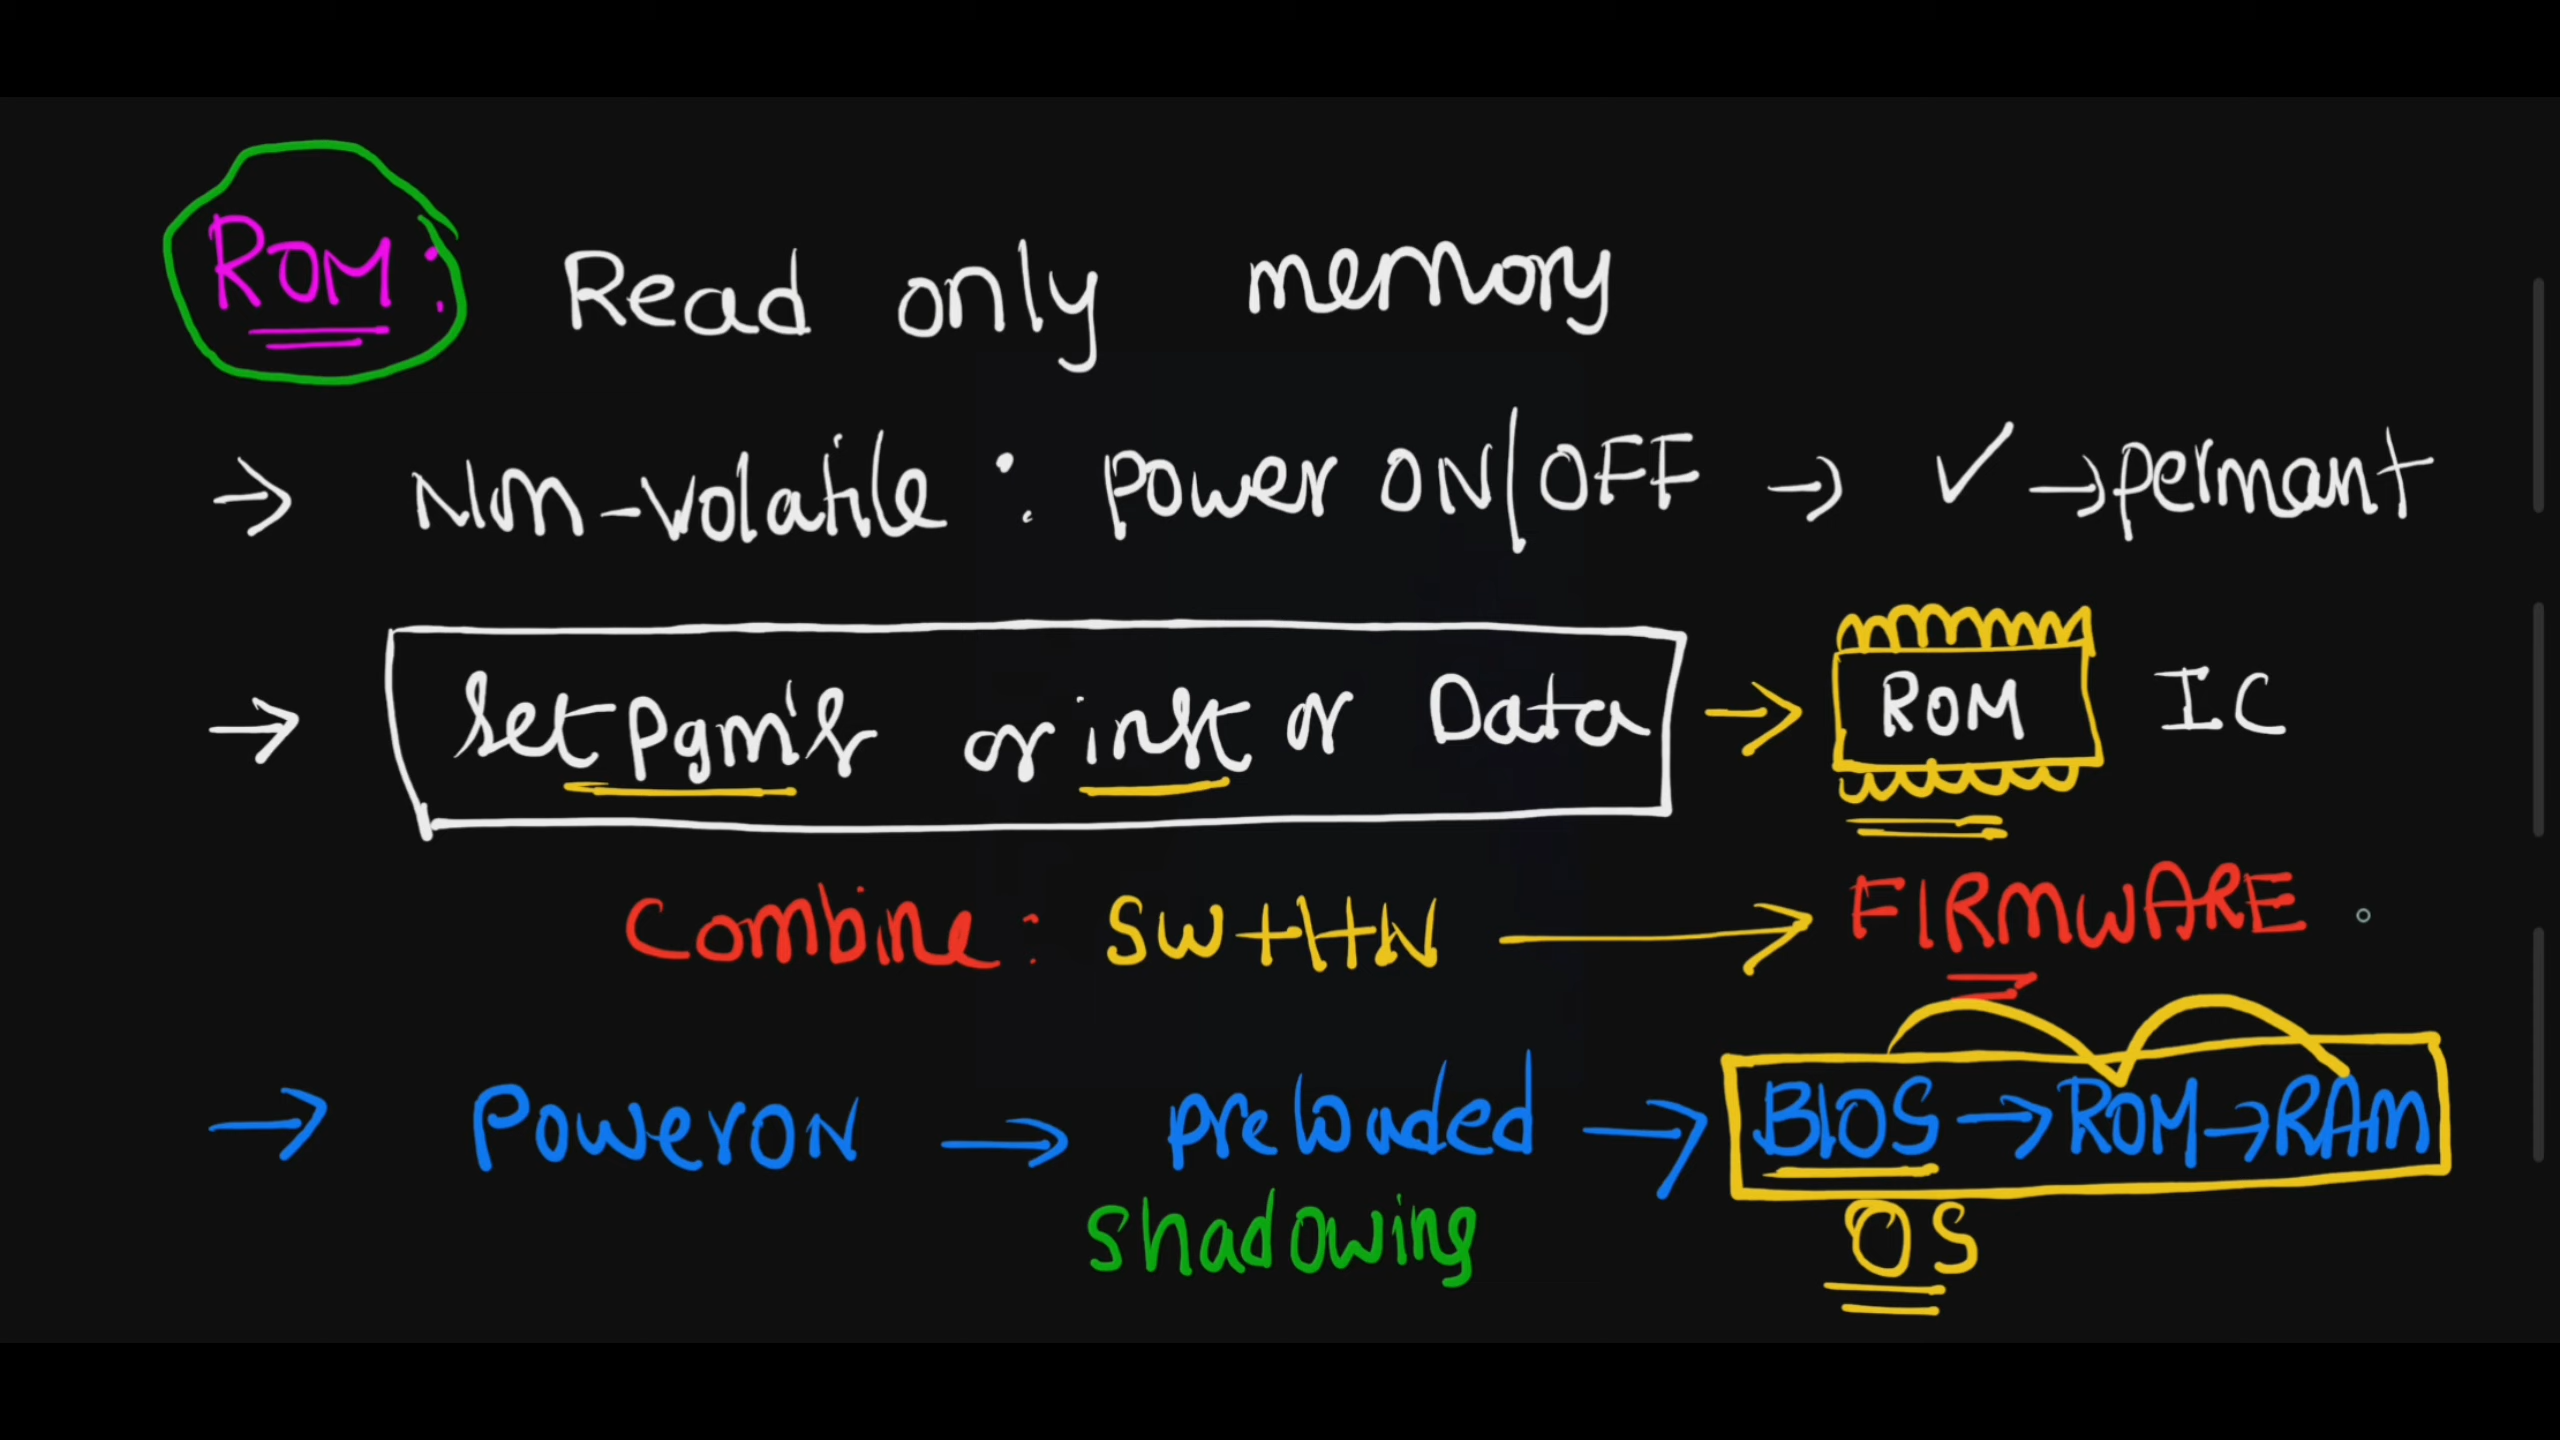 ROM: Read only memory
→ Non-volatile : power ON/OFF → ✓ → permant
→ Set pgm's or inst or Data → ROM IC
Combine : SW + HW → FIRMWARE
→ PowerON → preloaded → BIOS → ROM → RAM
shadowing OS